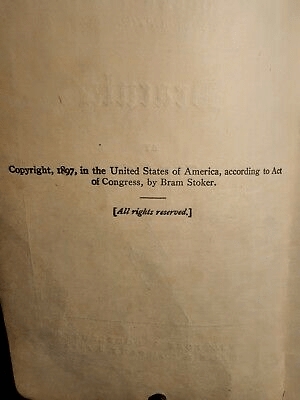 Copyright, 1897, in the United States of America, according to Act
of Congress, by Bram Stoker.
[All rights reserved.]